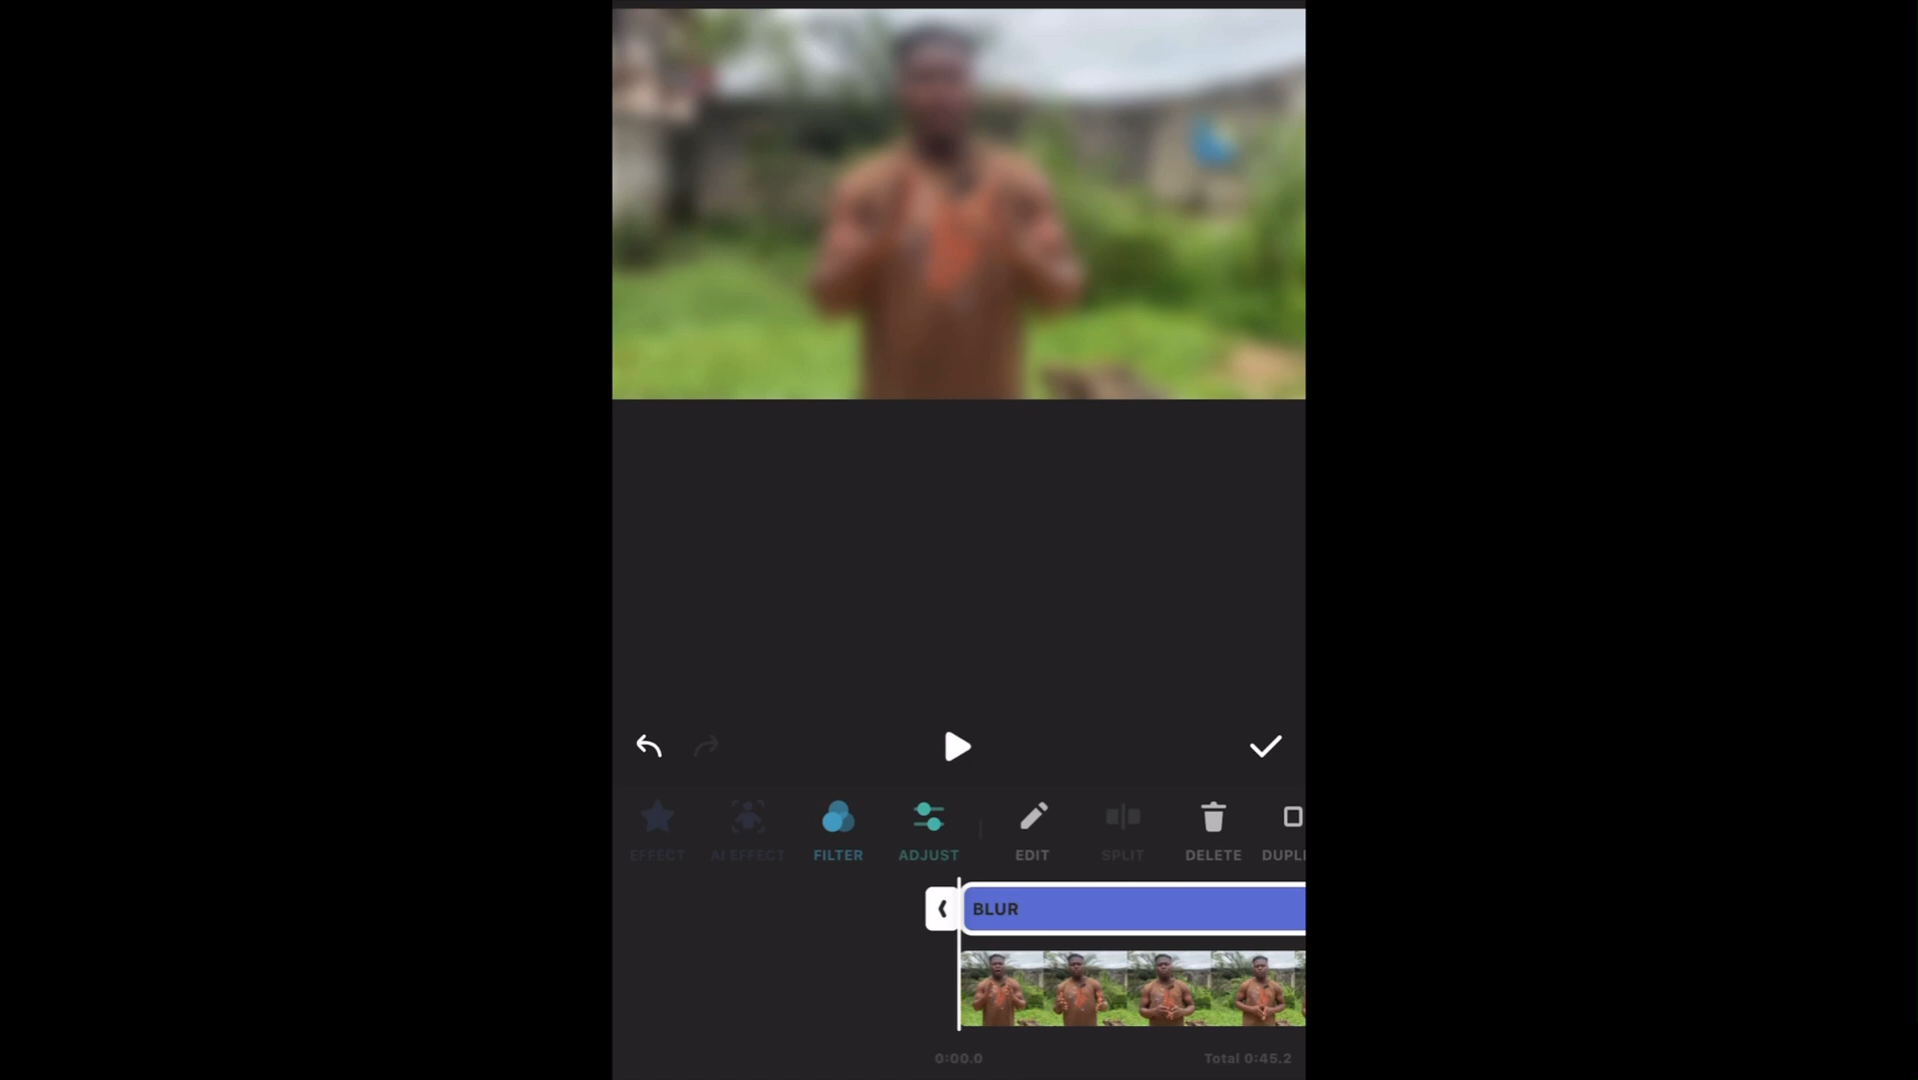 EFFECT AI EFFECT FILTER ADJUST EDIT SPLIT DELETE DUPLI
BLUR
0:00.0 Total 0:45.2